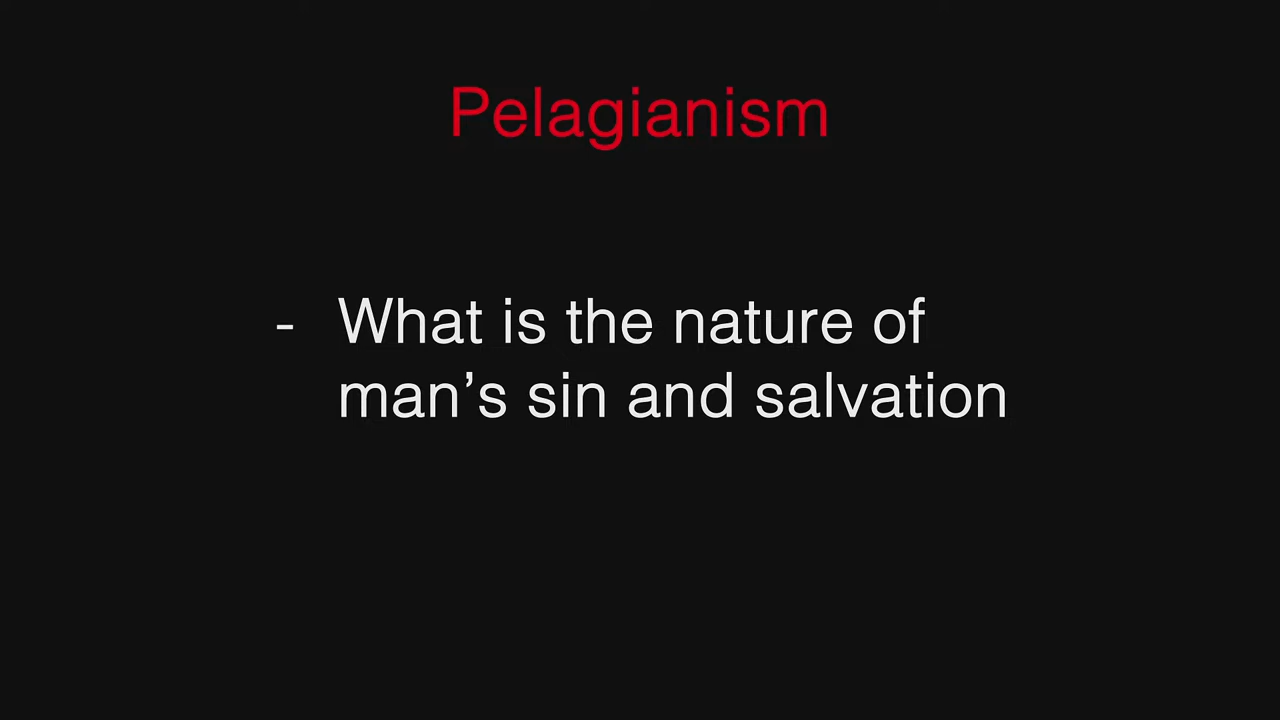 Pelagianism
- What is the nature of
man’s sin and salvation